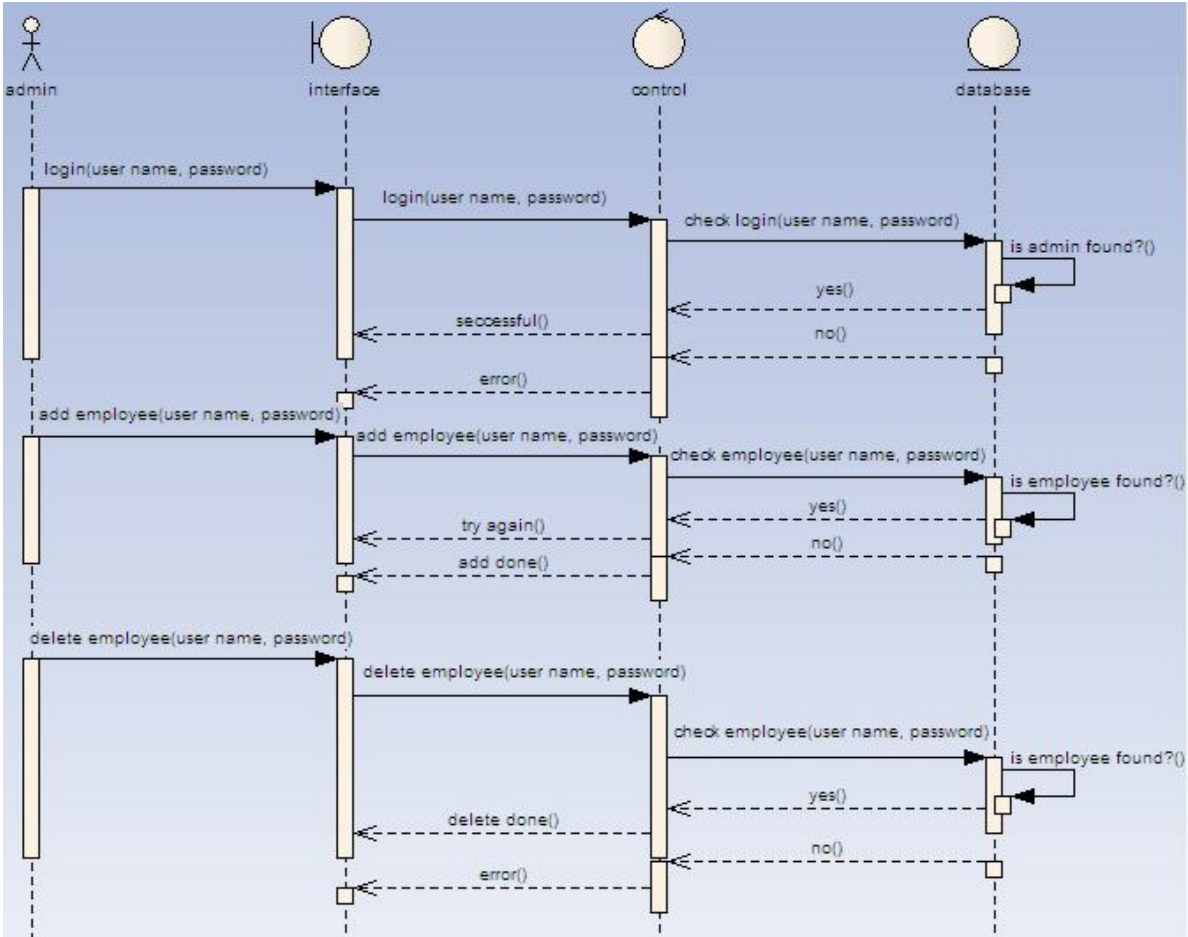 admin
interface
control
database
login(user name, password)
login(user name, password)
check login(user name, password)
is admin found?()
yes()
seccessful()
no()
error()
add employee(user name, password)
add employee(user name, password)
check employee(user name, password)
is employee found?()
yes()
try again()
no()
add done()
delete employee(user name, password)
delete employee(user name, password)
check employee(user name, password)
is employee found?()
yes()
delete done()
no()
error()